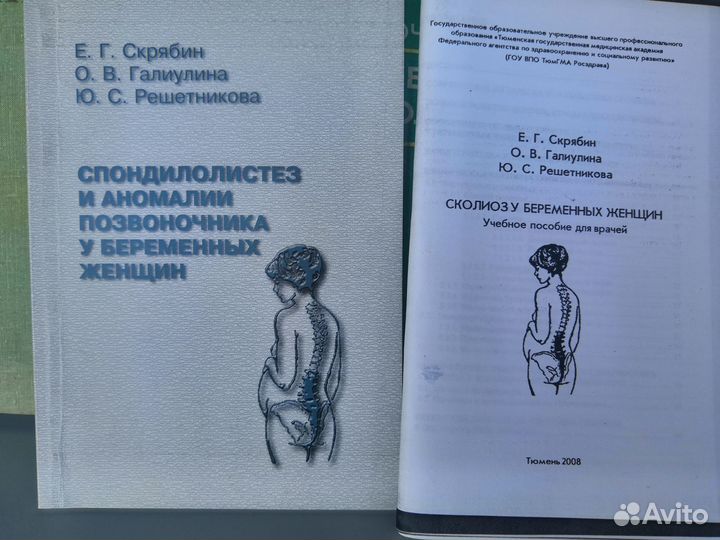 Е. Г. Скрябин
О. В. Галиулина
Ю. С. Решетникова
СПОНДИЛОЛИСТЕЗ
И АНОМАЛИИ
ПОЗВОНОЧНИКА
У БЕРЕМЕННЫХ
ЖЕНЩИН
Государственное образовательное учреждение высшего профессионального
образования «Тюменская государственная медицинская академия
Федерального агентства по здравоохранению и социальному развитию»
(ГОУ ВПО ТюмГМА Росздрава)
Е. Г. Скрябин
О. В. Галиулина
Ю. С. Решетникова
СКОЛИОЗ У БЕРЕМЕННЫХ ЖЕНЩИН
Учебное пособие для врачей
Тюмень 2008
Avito